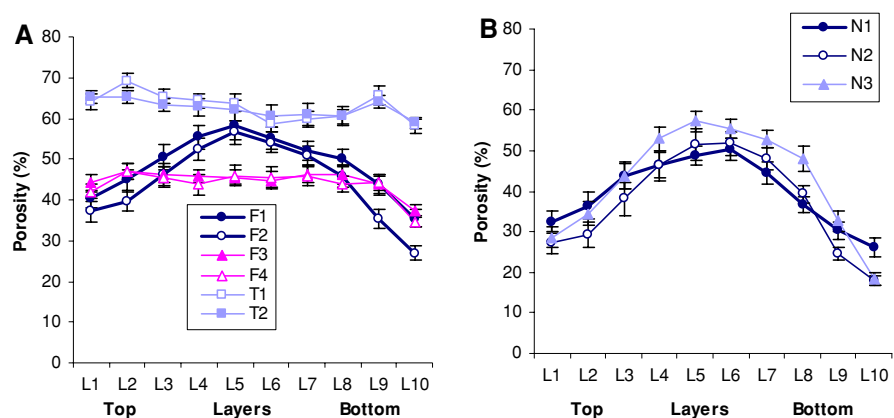 A
Porosity (%)
80
70
60
50
40
30
20
10
0
F1
F2
F3
F4
T1
T2
L1 L2 L3 L4 L5 L6 L7 L8 L9 L10
Top Layers Bottom
B
Porosity (%)
80
70
60
50
40
30
20
10
0
N1
N2
N3
L1 L2 L3 L4 L5 L6 L7 L8 L9 L10
Top Layers Bottom